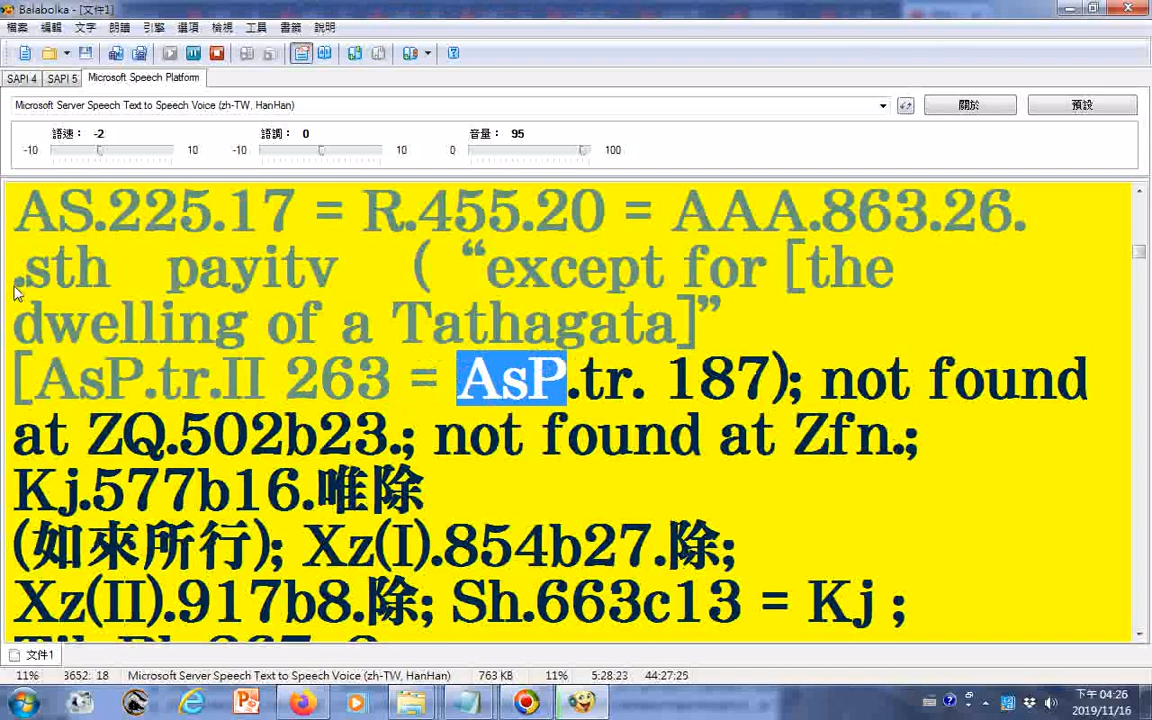 Balabolka - [文件1]
檔案 編輯 文字 朗讀 引擎 選項 檢視 工具 書籤 說明
SAPI 4 SAPI 5 Microsoft Speech Platform
Microsoft Server Speech Text to Speech Voice (zh-TW, HanHan) 關於 預設
語速： -2 語調： 0 音量： 95
-10 10 -10 10 0 100
AS.225.17 = R.455.20 = AAA.863.26.
.sth payitv (“except for [the
dwelling of a Tathagata]”
[AsP.tr.II 263 = AsP.tr. 187); not found
at ZQ.502b23.; not found at Zfn.;
Kj.577b16.唯除
(如來所行); Xz(I).854b27.除;
Xz(II).917b8.除; Sh.663c13 = Kj ;
文件1
11% 3652: 18 Microsoft Server Speech Text to Speech Voice (zh-TW, HanHan) 763 KB 11% 5:28:23 44:27:25
下午 04:26
2019/11/16